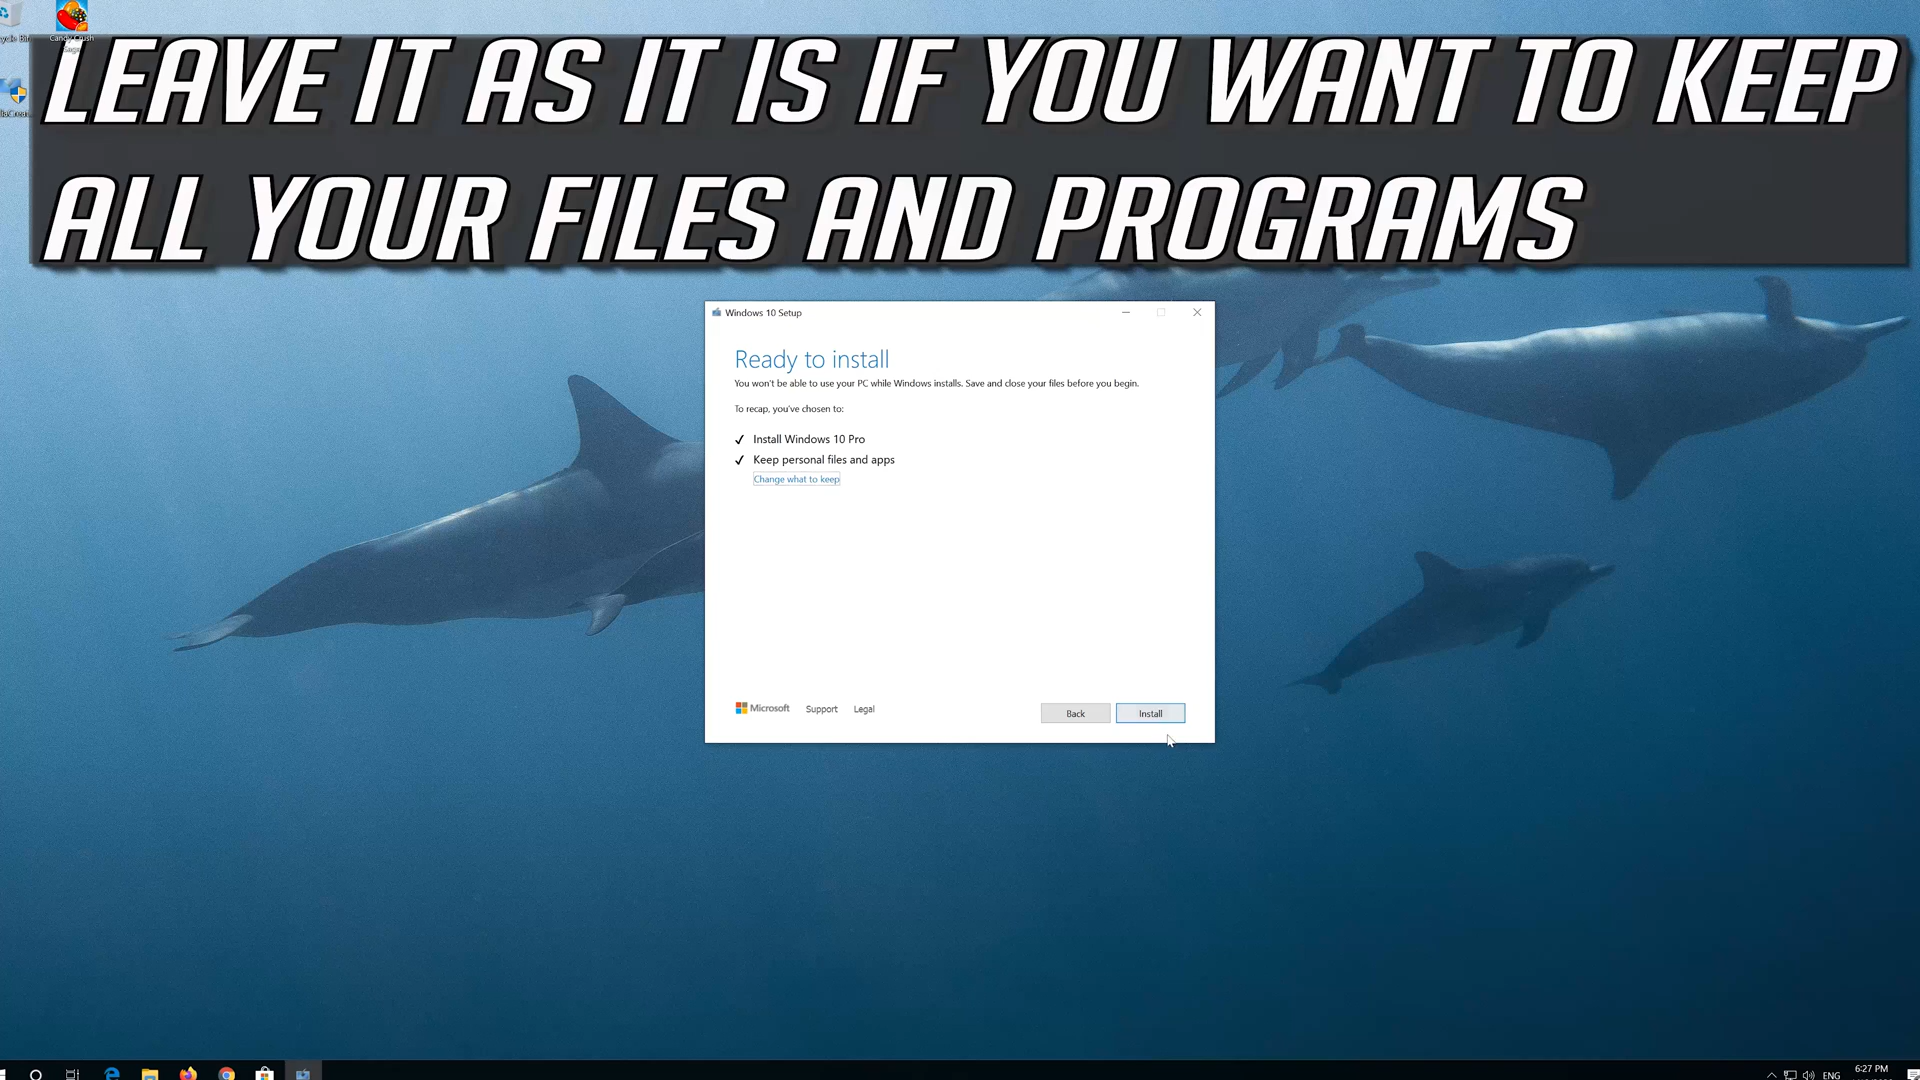 Candy Crush
Saga
LEAVE IT AS IT IS IF YOU WANT TO KEEP
ALL YOUR FILES AND PROGRAMS
Windows 10 Setup
Ready to install
You won't be able to use your PC while Windows installs. Save and close your files before you begin.
To recap, you've chosen to:
Install Windows 10 Pro
Keep personal files and apps
Change what to keep
Microsoft
Support
Legal
Back
Install
ENG
6:27 PM